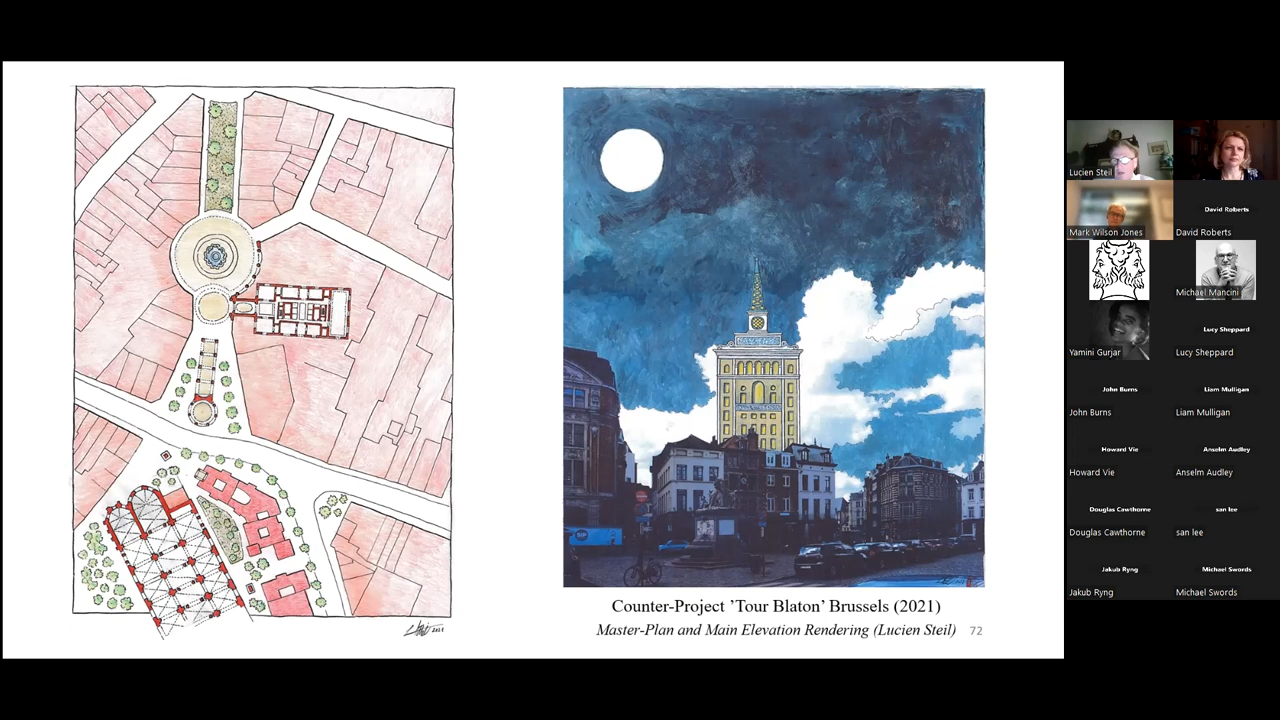 Counter-Project ’Tour Blaton’ Brussels (2021)
Master-Plan and Main Elevation Rendering (Lucien Steil)
72
2021
Lucien Steil
Mark Wilson Jones
David Roberts
David Roberts
Michael Mancini
Yamini Gurjar
Lucy Sheppard
Lucy Sheppard
John Burns
John Burns
Liam Mulligan
Liam Mulligan
Howard Vie
Howard Vie
Anselm Audley
Anselm Audley
Douglas Cawthorne
Douglas Cawthorne
san lee
san lee
Jakub Ryng
Jakub Ryng
Michael Swords
Michael Swords